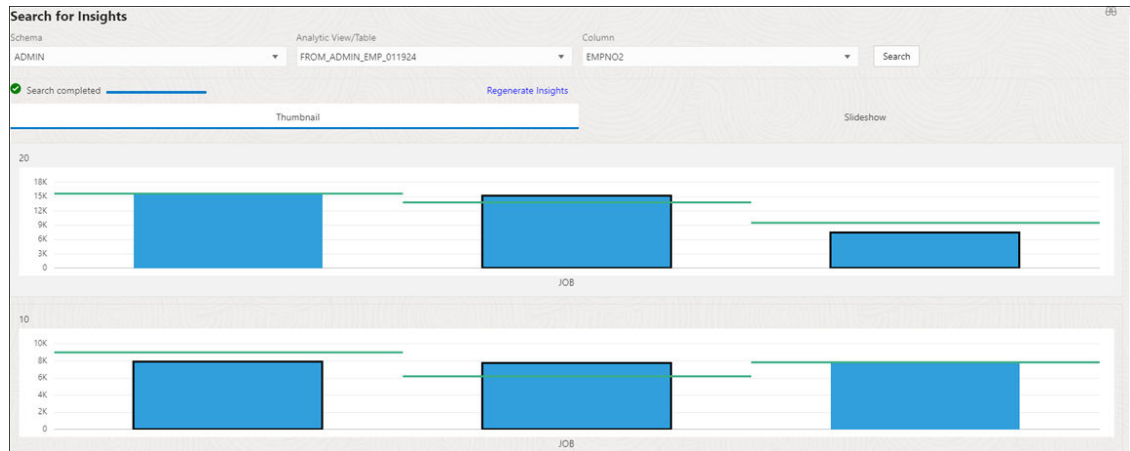 Search for Insights
Schema Analytic View/Table Column
ADMIN FROM_ADMIN_EMP_011924 EMPNO2 Search
Search completed Regenerate Insights
Thumbnail Slideshow
20
18K
15K
12K
9K
6K
3K
0
JOB
10
10K
8K
6K
4K
2K
0
JOB